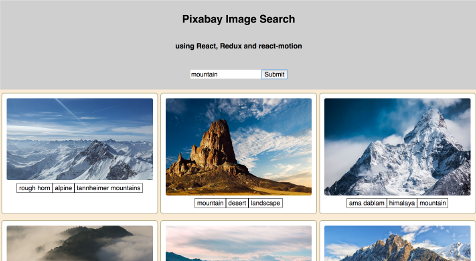 Pixabay Image Search
using React, Redux and react-motion
mountain Submit
rough horn alpine tannheimer mountains
mountain desert landscape
ama dablam himalaya mountain